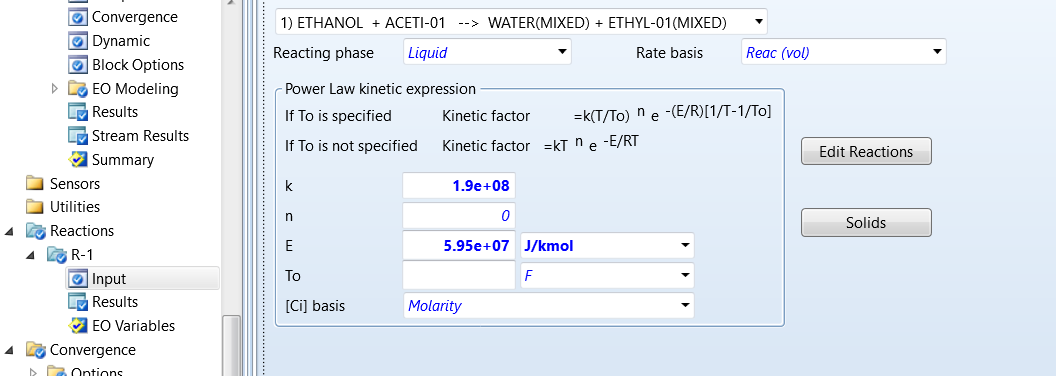 Convergence
Dynamic
Block Options
EO Modeling
Results
Stream Results
Summary
Sensors
Utilities
Reactions
R-1
Input
Results
EO Variables
Convergence
Options
1) ETHANOL + ACETI-01 --> WATER(MIXED) + ETHYL-01(MIXED)
Reacting phase Liquid Rate basis Reac (vol)
Power Law kinetic expression
If To is specified Kinetic factor =k(T/To) n e -(E/R)[1/T-1/To]
If To is not specified Kinetic factor =kT n e -E/RT
k 1.9e+08
n 0
E 5.95e+07 J/kmol
To F
[Ci] basis Molarity
Edit Reactions
Solids